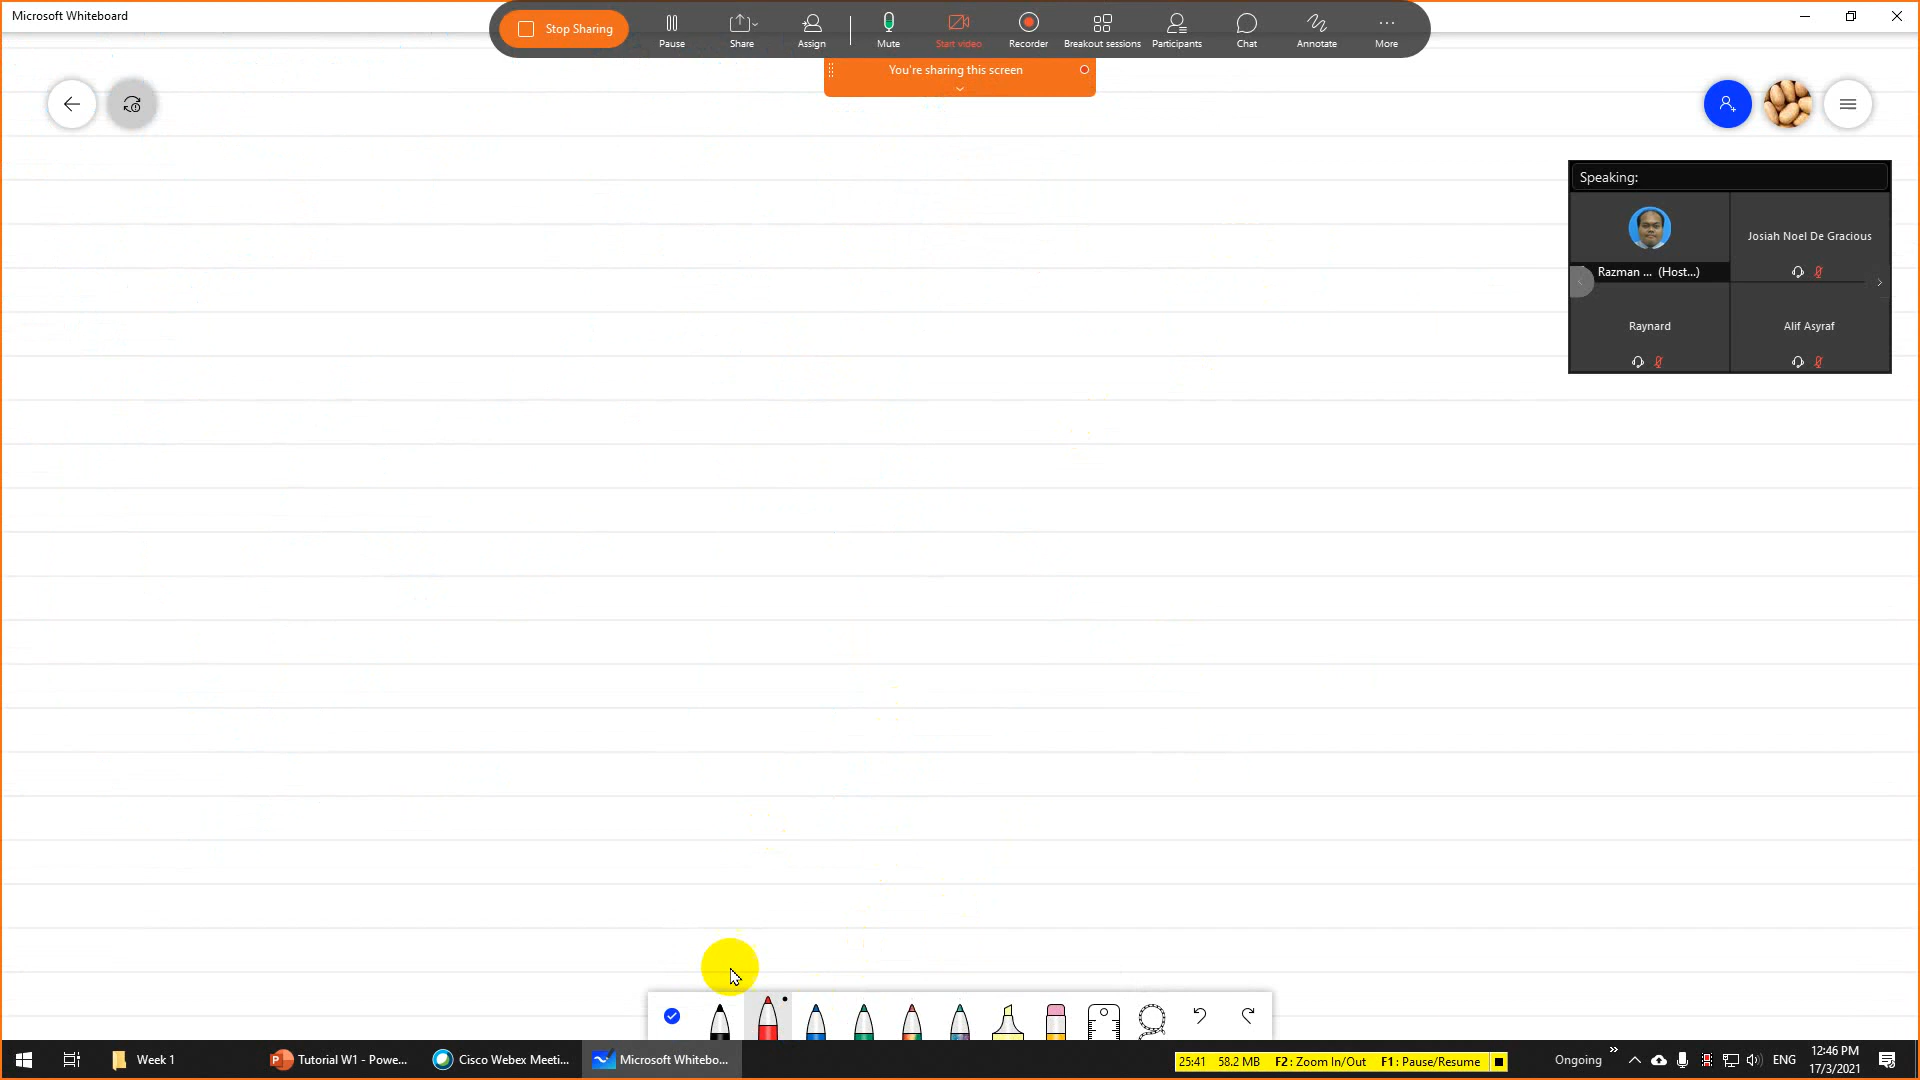 Microsoft Whiteboard
Stop Sharing
Pause
Share
Assign
Mute
Start video
Recorder
Breakout sessions
Participants
Chat
Annotate
More
You're sharing this screen
Speaking:
Razman ... (Host...)
Josiah Noel De Gracious
Raynard
Alif Asyraf
Week 1
Tutorial W1 - Powe...
Cisco Webex Meeti...
Microsoft Whitebo...
25:41 58.2 MB F2: Zoom In/Out F1: Pause/Resume
Ongoing
ENG
12:46 PM
17/3/2021